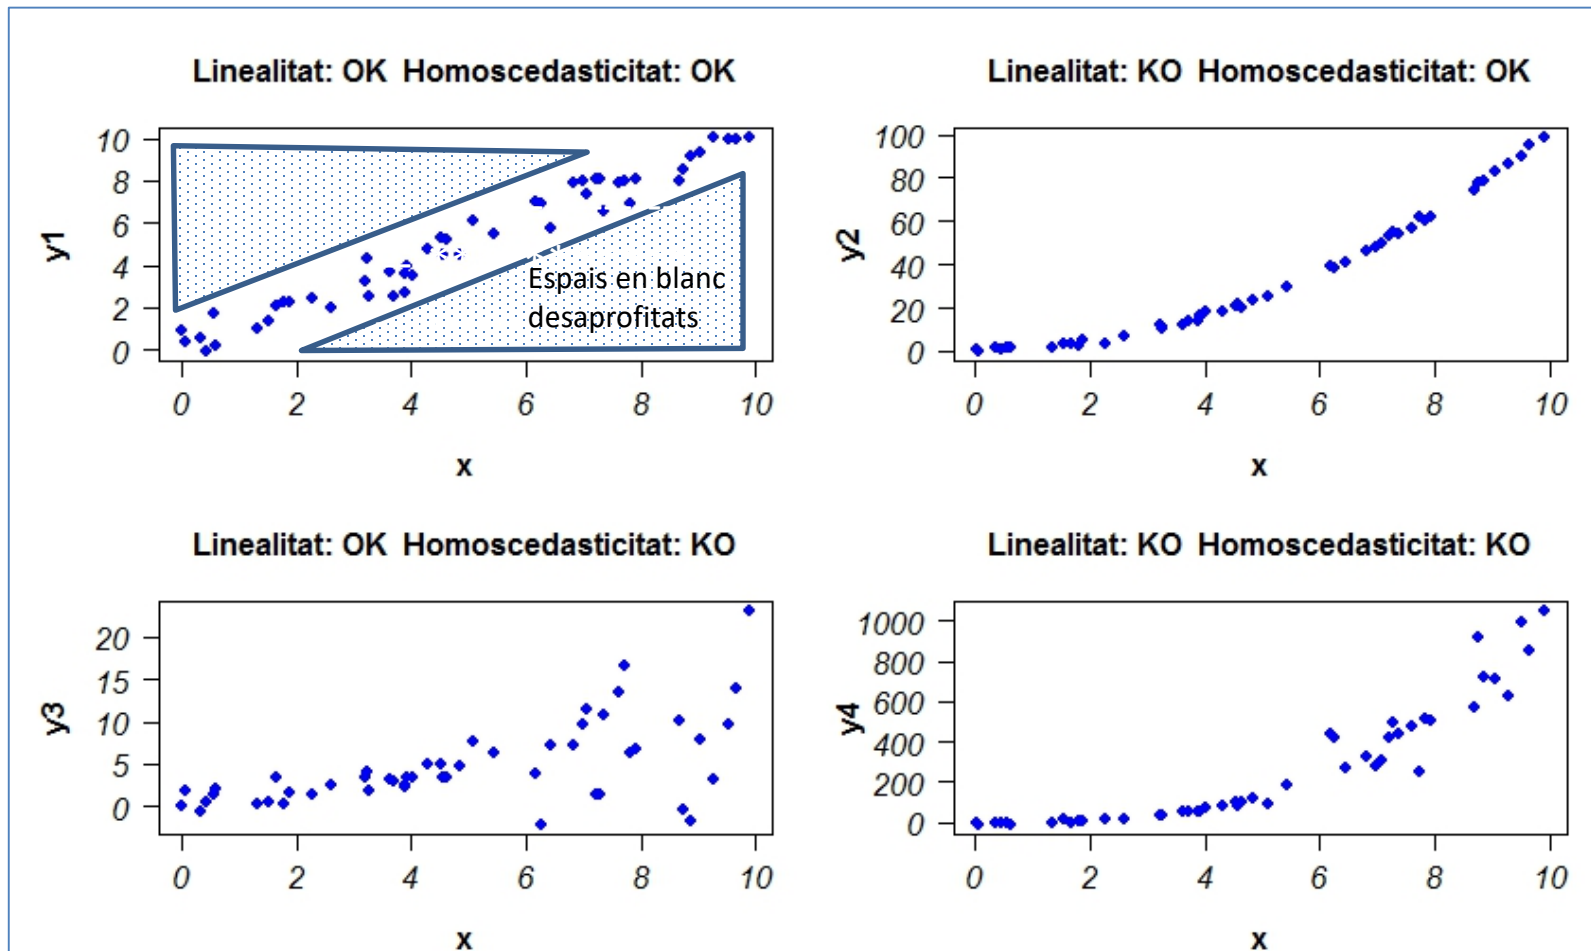 Linealitat: OK  Homoscedasticitat: OK
10
8
6
4
2
0
y1
Espais en blanc
desaprofitats
0 2 4 6 8 10
x
Linealitat: KO  Homoscedasticitat: OK
100
80
60
40
20
0
y2
0 2 4 6 8 10
x
Linealitat: OK  Homoscedasticitat: KO
20
15
10
5
0
y3
0 2 4 6 8 10
x
Linealitat: KO  Homoscedasticitat: KO
1000
800
600
400
200
0
y4
0 2 4 6 8 10
x